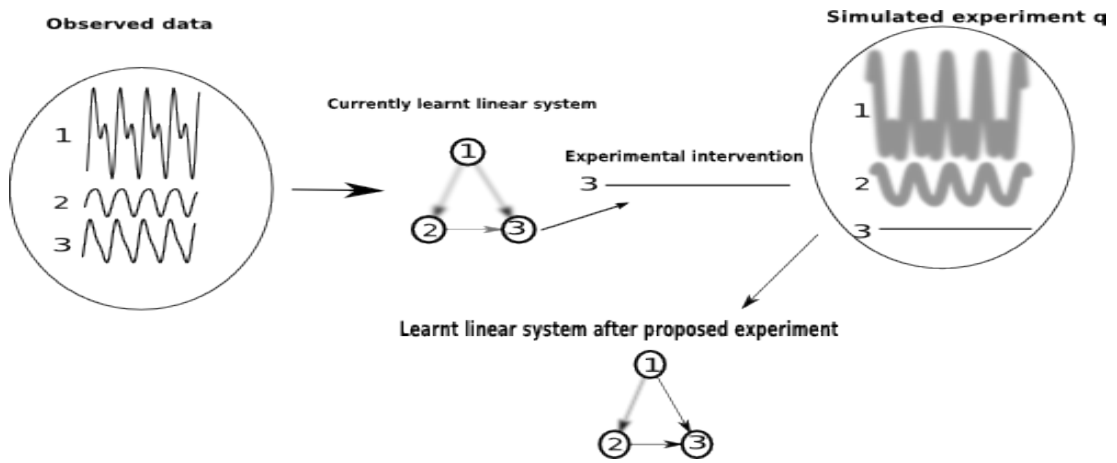 Observed data
1
2
3
Currently learnt linear system
1
2
3
Experimental intervention
3
Simulated experiment q
1
2
3
Learnt linear system after proposed experiment
1
2
3